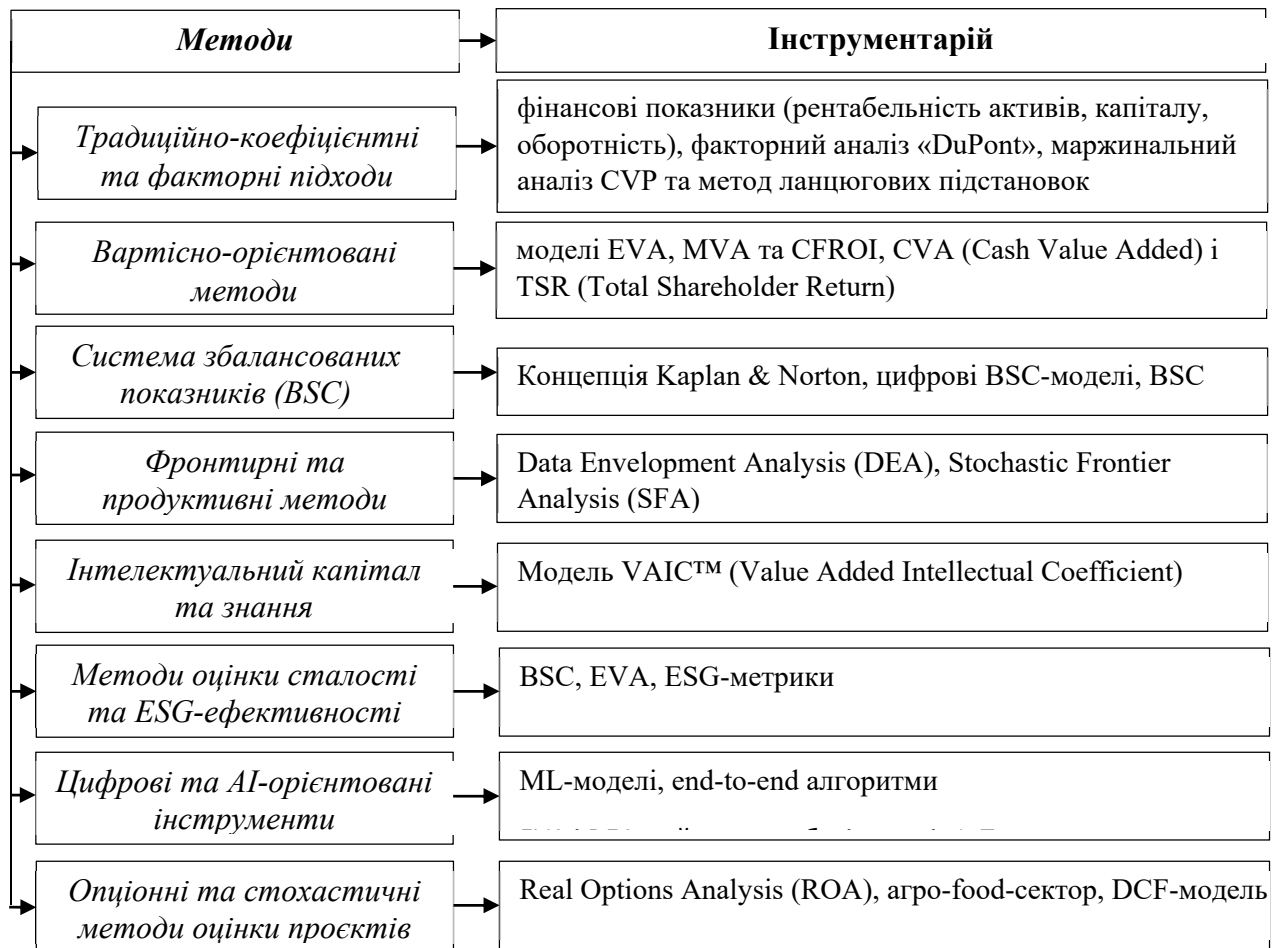 Методи
Інструментарій
Традиційно-коефіцієнтні
та факторні підходи
фінансові показники (рентабельність активів, капіталу,
оборотність), факторний аналіз «DuPont», маржинальний
аналіз CVP та метод ланцюгових підстановок
Вартісно-орієнтовані
методи
моделі EVA, MVA та CFROI, CVA (Cash Value Added) і
TSR (Total Shareholder Return)
Система збалансованих
показників (BSC)
Концепція Kaplan & Norton, цифрові BSC-моделі, BSC
Фронтирні та
продуктивні методи
Data Envelopment Analysis (DEA), Stochastic Frontier
Analysis (SFA)
Інтелектуальний капітал
та знання
Модель VAIC™ (Value Added Intellectual Coefficient)
Методи оцінки сталості
та ESG-ефективності
BSC, EVA, ESG-метрики
Цифрові та AI-орієнтовані
інструменти
ML-моделі, end-to-end алгоритми
Опціонні та стохастичні
методи оцінки проєктів
Real Options Analysis (ROA), агро-food-сектор, DCF-модель